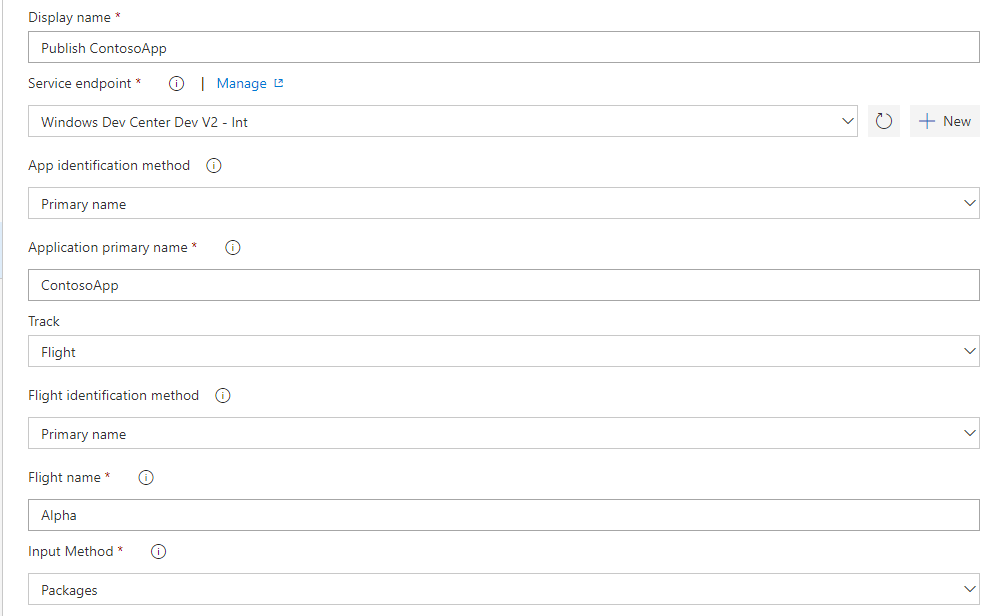 Display name *
Publish ContosoApp
Service endpoint * | Manage
Windows Dev Center Dev V2 - Int
New
App identification method
Primary name
Application primary name *
ContosoApp
Track
Flight
Flight identification method
Primary name
Flight name *
Alpha
Input Method *
Packages